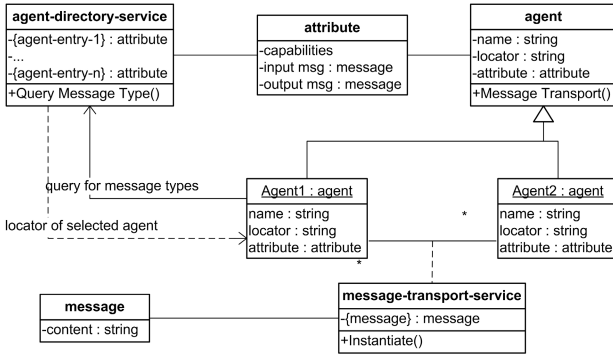 agent-directory-service
-{agent-entry-1} : attribute
-...
-{agent-entry-n} : attribute
+Query Message Type()
attribute
-capabilities
-input msg : message
-output msg : message
agent
-name : string
-locator : string
-attribute : attribute
+Message Transport()
query for message types
locator of selected agent
Agent1 : agent
name : string
locator : string
attribute : attribute
*
*
Agent2 : agent
name : string
locator : string
attribute : attribute
message
-content : string
message-transport-service
-{message} : message
+Instantiate()